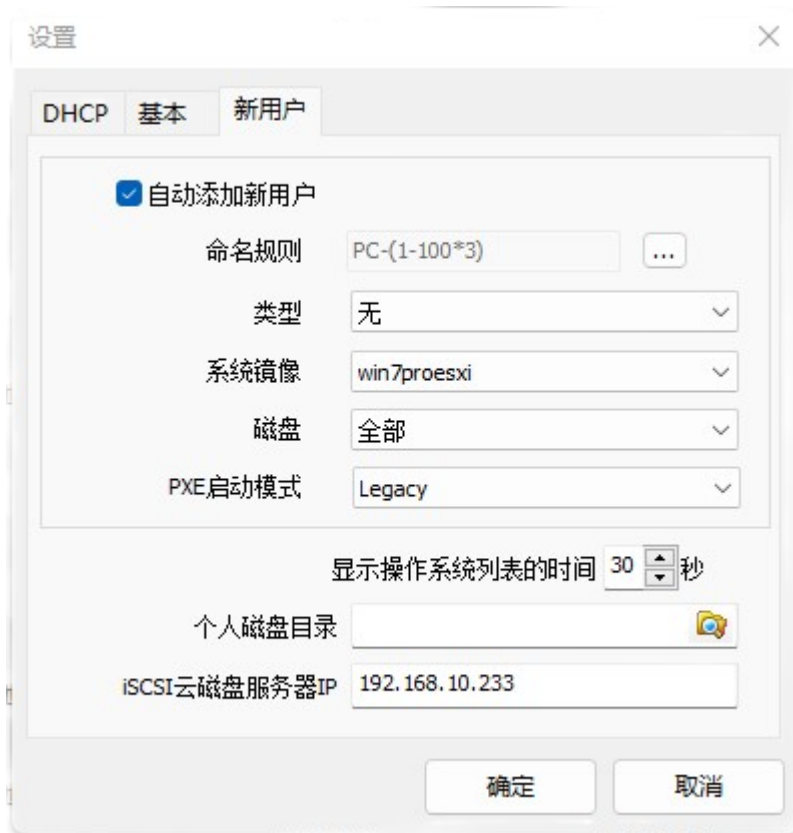 设置
DHCP 基本 新用户
自动添加新用户
命名规则 PC-(1-100*3) ...
类型 无
系统镜像 win7proesxi
磁盘 全部
PXE启动模式 Legacy
显示操作系统列表的时间 30 秒
个人磁盘目录
iSCSI云磁盘服务器IP 192.168.10.233
确定 取消